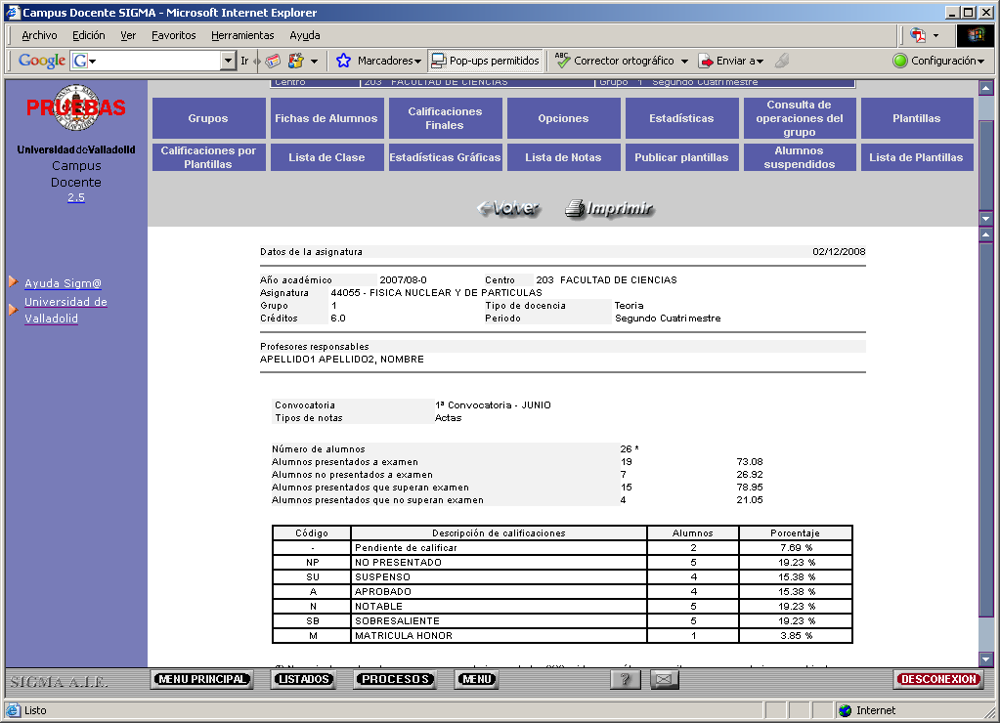 Campus Docente SIGMA - Microsoft Internet Explorer
Archivo Edición Ver Favoritos Herramientas Ayuda
Google G Ir Marcadores Pop-ups permitidos ABC Corrector ortográfico Enviar a Configuración
Centro 203 FACULTAD DE CIENCIAS Grupo 1 Segundo Cuatrimestre
PRUEBAS
Universidad de Valladolid
Campus
Docente
2.5
Ayuda Sigm@
Universidad de
Valladolid
Grupos
Fichas de Alumnos
Calificaciones
Finales
Opciones
Estadísticas
Consulta de
operaciones del
grupo
Plantillas
Calificaciones por
Plantillas
Lista de Clase
Estadísticas Gráficas
Lista de Notas
Publicar plantillas
Alumnos
suspendidos
Lista de Plantillas
Volver Imprimir
Datos de la asignatura 02/12/2008
Año académico 2007/08-0 Centro 203 FACULTAD DE CIENCIAS
Asignatura 44055 - FISICA NUCLEAR Y DE PARTICULAS
Grupo 1 Tipo de docencia Teoria
Créditos 6.0 Periodo Segundo Cuatrimestre
Profesores responsables
APELLIDO1 APELLIDO2, NOMBRE
Convocatoria 1ª Convocatoria - JUNIO
Tipos de notas Actas
Número de alumnos 26 *
Alumnos presentados a examen 19 73.08
Alumnos no presentados a examen 7 26.92
Alumnos presentados que superan examen 15 78.95
Alumnos presentados que no superan examen 4 21.05
Código Descripción de calificaciones Alumnos Porcentaje
- Pendiente de calificar 2 7.69 %
NP NO PRESENTADO 5 19.23 %
SU SUSPENSO 4 15.38 %
A APROBADO 4 15.38 %
N NOTABLE 5 19.23 %
SB SOBRESALIENTE 5 19.23 %
M MATRICULA HONOR 1 3.85 %
SIGMA A.I.E. MENU PRINCIPAL LISTADOS PROCESOS MENU ? DESCONEXION
Listo Internet